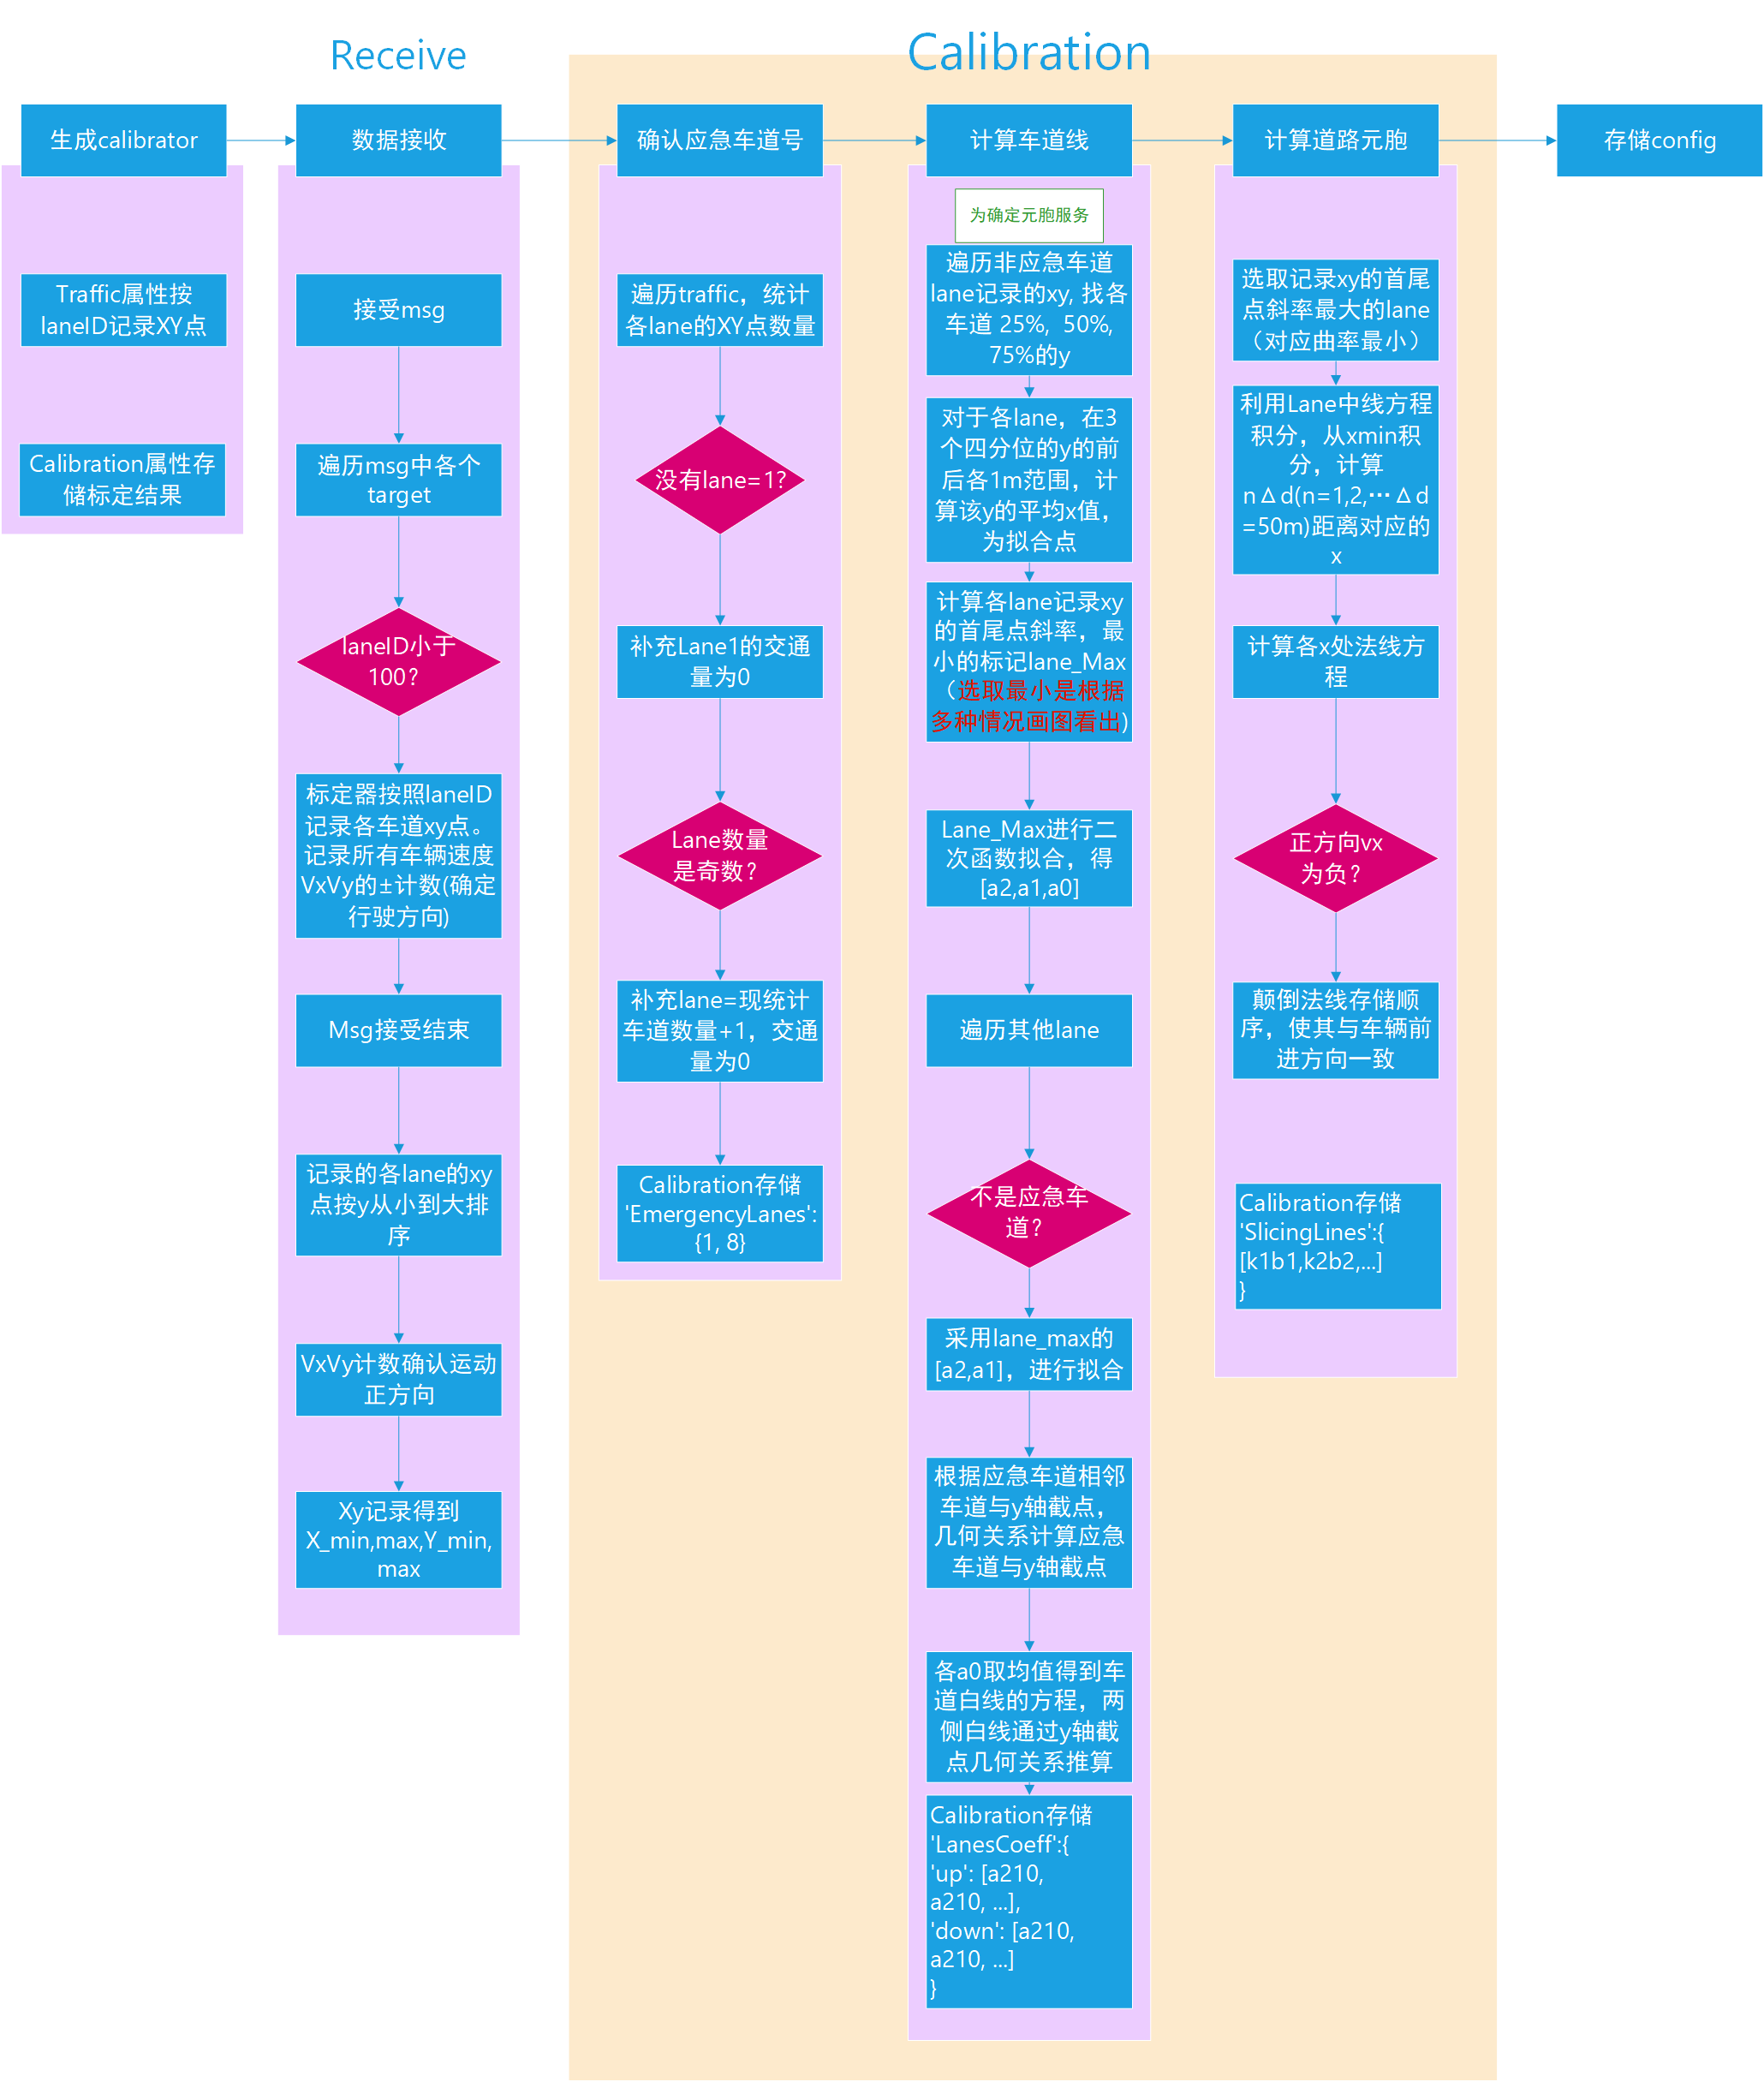 Receive
Calibration
生成calibrator
数据接收
确认应急车道号
计算车道线
计算道路元胞
存储config
Traffic属性按
laneID记录XY点
Calibration属性存
储标定结果
接受msg
遍历msg中各个
target
laneID小于
100?
标定器按照laneID
记录各车道xy点。
记录所有车辆速度
VxVy的±计数(确定
行驶方向)
Msg接受结束
记录的各lane的xy
点按y从小到大排
序
VxVy计数确认运动
正方向
Xy记录得到
X_min,max,Y_min,
max
遍历traffic，统计
各lane的XY点数量
没有lane=1?
补充Lane1的交通
量为0
Lane数量
是奇数?
补充lane=现统计
车道数量+1，交通
量为0
Calibration存储
'EmergencyLanes':
{1, 8}
为确定元胞服务
遍历非应急车道
lane记录的xy, 找各
车道 25%, 50%,
75%的y
对于各lane，在3
个四分位的y的前
后各1m范围，计
算该y的平均x值，
为拟合点
计算各lane记录xy
的首尾点斜率，最
小的标记lane_Max
（选取最小是根据
多种情况画图看出)
Lane_Max进行二
次函数拟合，得
[a2,a1,a0]
遍历其他lane
不是应急车
道?
采用lane_max的
[a2,a1]，进行拟合
根据应急车道相邻
车道与y轴截点，
几何关系计算应急
车道与y轴截点
各a0取均值得到车
道白线的方程，两
侧白线通过y轴截
点几何关系推算
Calibration存储
'LanesCoeff':{
'up': [a210,
a210, ...],
'down': [a210,
a210, ...]
}
选取记录xy的首尾
点斜率最大的lane
（对应曲率最小）
利用Lane中线方程
积分，从xmin积
分，计算
n∆d(n=1,2,…∆d
=50m)距离对应的
x
计算各x处法线方
程
正方向vx
为负?
颠倒法线存储顺
序，使其与车辆前
进方向一致
Calibration存储
'SlicingLines':{
[k1b1,k2b2,...]
}